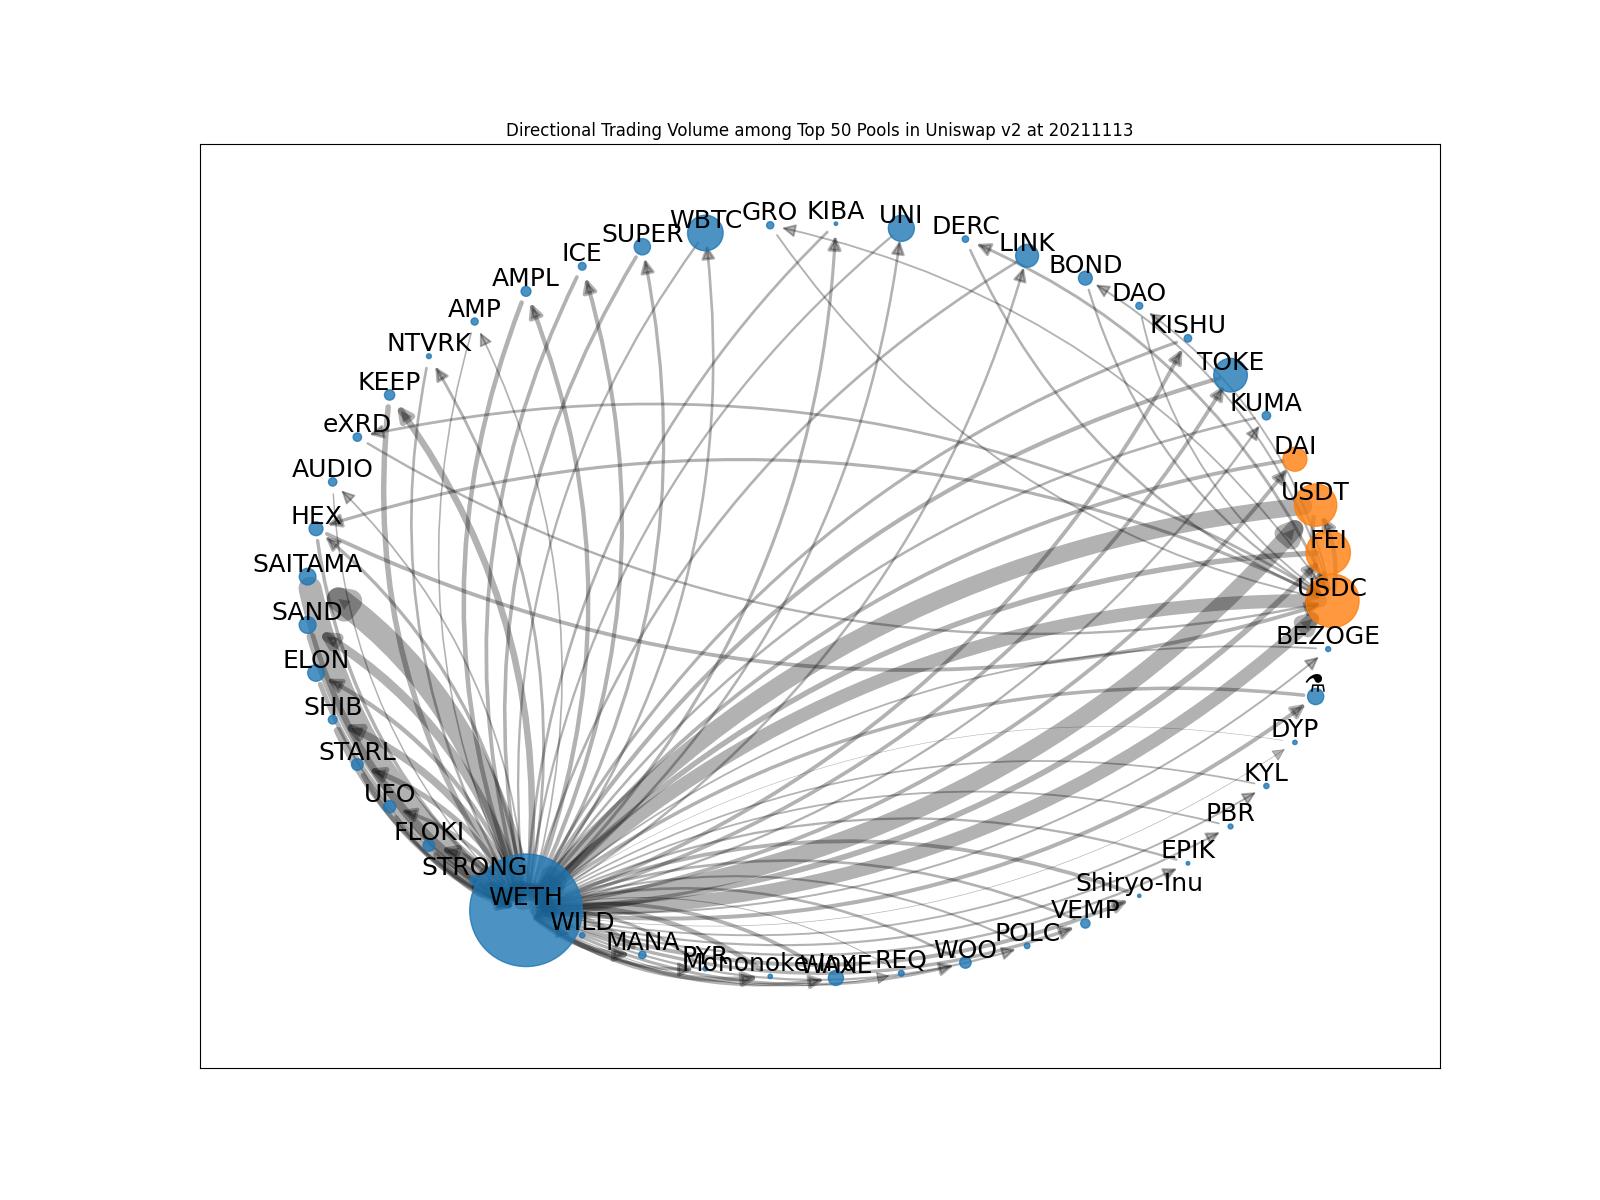 Directional Trading Volume among Top 50 Pools in Uniswap v2 at 20211113
WBTC
GRO
KIBA
UNI
DERC
SUPER
LINK
ICE
BOND
AMPL
DAO
AMP
KISHU
NTVRK
TOKE
KEEP
KUMA
eXRD
DAI
AUDIO
USDT
HEX
FEI
SAITAMA
USDC
SAND
BEZOGE
ELON
⚗
SHIB
DYP
STARL
KYL
UFO
PBR
FLOKI
EPIK
STRONG
Shiryo-Inu
WETH
VEMP
WILD
POLC
MANA
WOO
PYR
REQ
Mononoke-Inu
WAXE